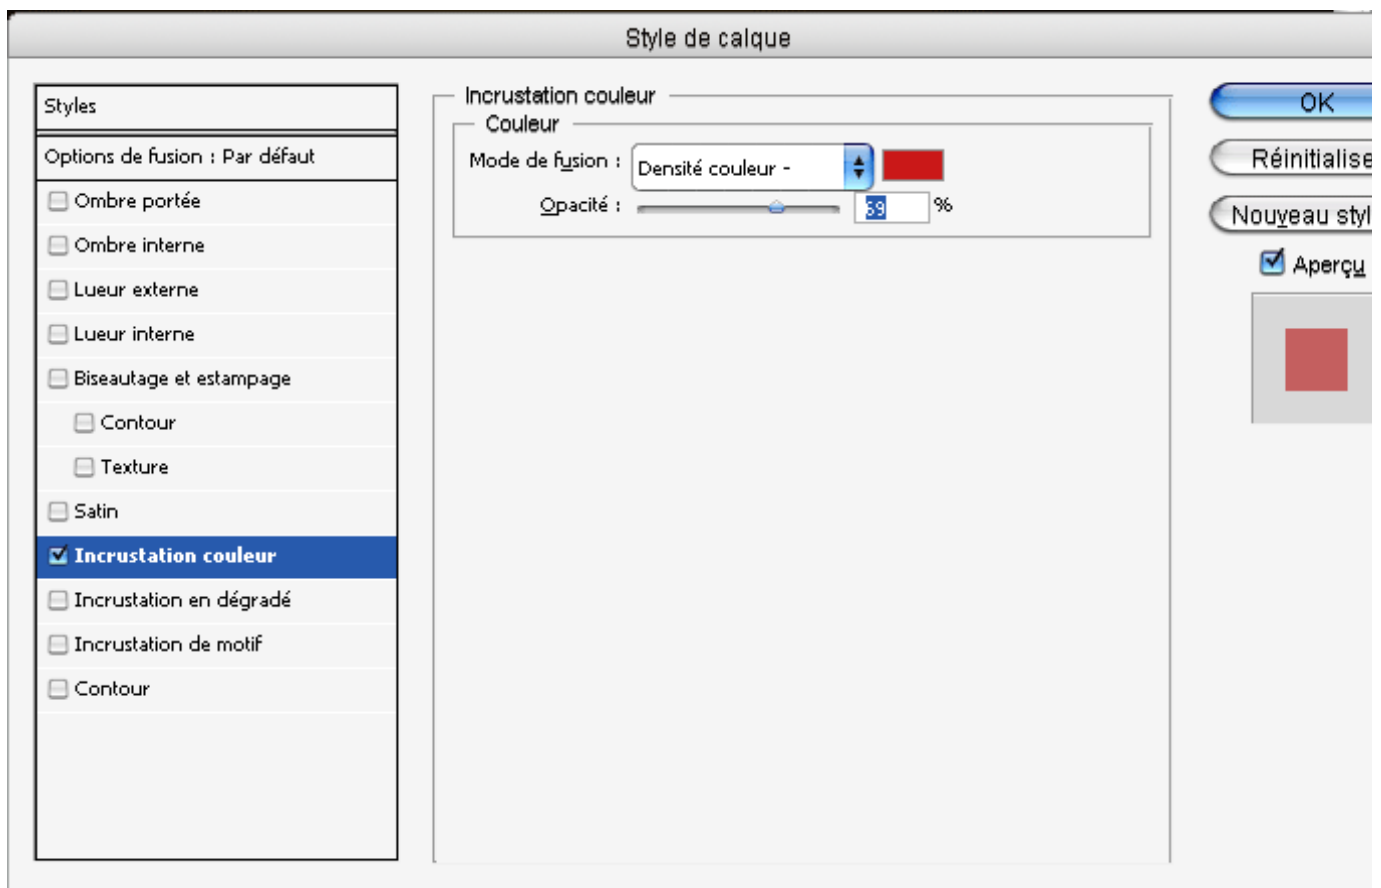 Style de calque
Styles
Options de fusion : Par défaut
Ombre portée
Ombre interne
Lueur externe
Lueur interne
Biseautage et estampage
Contour
Texture
Satin
Incrustation couleur
Incrustation en dégradé
Incrustation de motif
Contour
Incrustation couleur
Couleur
Mode de fusion : Densité couleur -
Opacité : 69 %
OK
Réinitialise
Nouveau styl
Aperçu